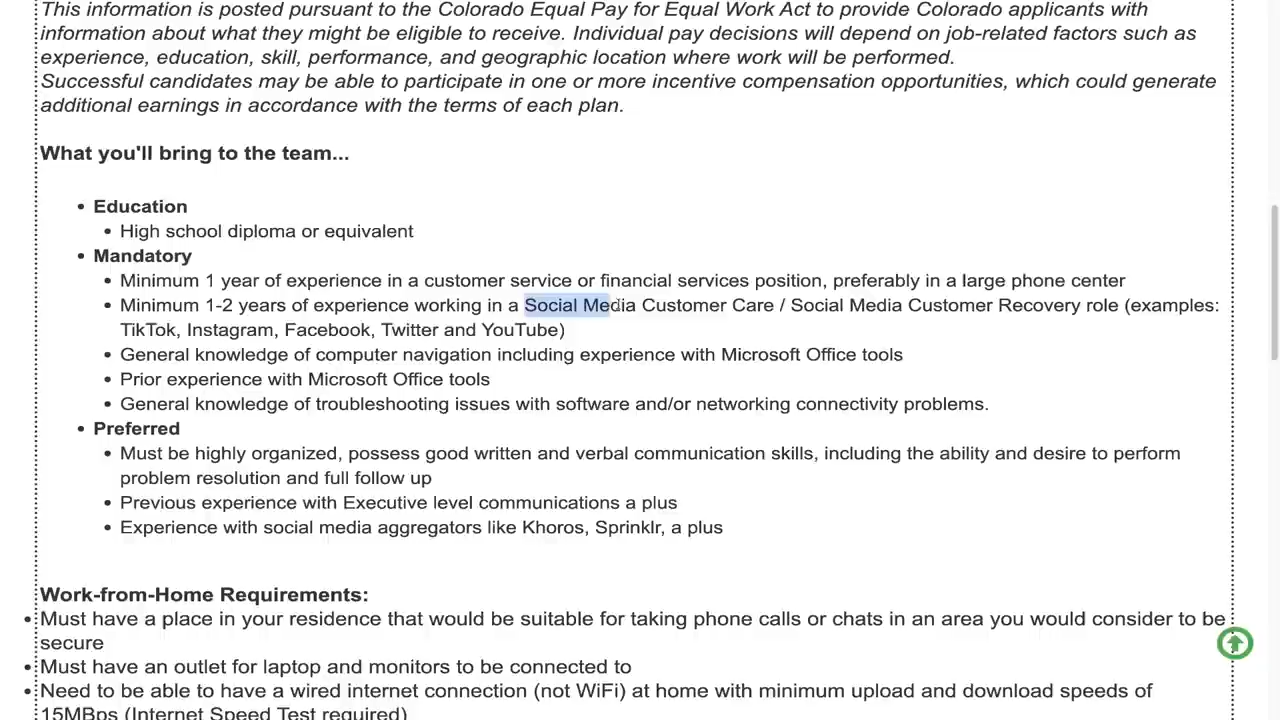 This information is posted pursuant to the Colorado Equal Pay for Equal Work Act to provide Colorado applicants with
information about what they might be eligible to receive. Individual pay decisions will depend on job-related factors such as
experience, education, skill, performance, and geographic location where work will be performed.
Successful candidates may be able to participate in one or more incentive compensation opportunities, which could generate
additional earnings in accordance with the terms of each plan.
What you'll bring to the team...
• Education
• High school diploma or equivalent
• Mandatory
• Minimum 1 year of experience in a customer service or financial services position, preferably in a large phone center
• Minimum 1-2 years of experience working in a Social Media Customer Care / Social Media Customer Recovery role (examples:
TikTok, Instagram, Facebook, Twitter and YouTube)
• General knowledge of computer navigation including experience with Microsoft Office tools
• Prior experience with Microsoft Office tools
• General knowledge of troubleshooting issues with software and/or networking connectivity problems.
• Preferred
• Must be highly organized, possess good written and verbal communication skills, including the ability and desire to perform
problem resolution and full follow up
• Previous experience with Executive level communications a plus
• Experience with social media aggregators like Khoros, Sprinklr, a plus
Work-from-Home Requirements:
• Must have a place in your residence that would be suitable for taking phone calls or chats in an area you would consider to be
secure
• Must have an outlet for laptop and monitors to be connected to
• Need to be able to have a wired internet connection (not WiFi) at home with minimum upload and download speeds of
15MBps (Internet Speed Test required)